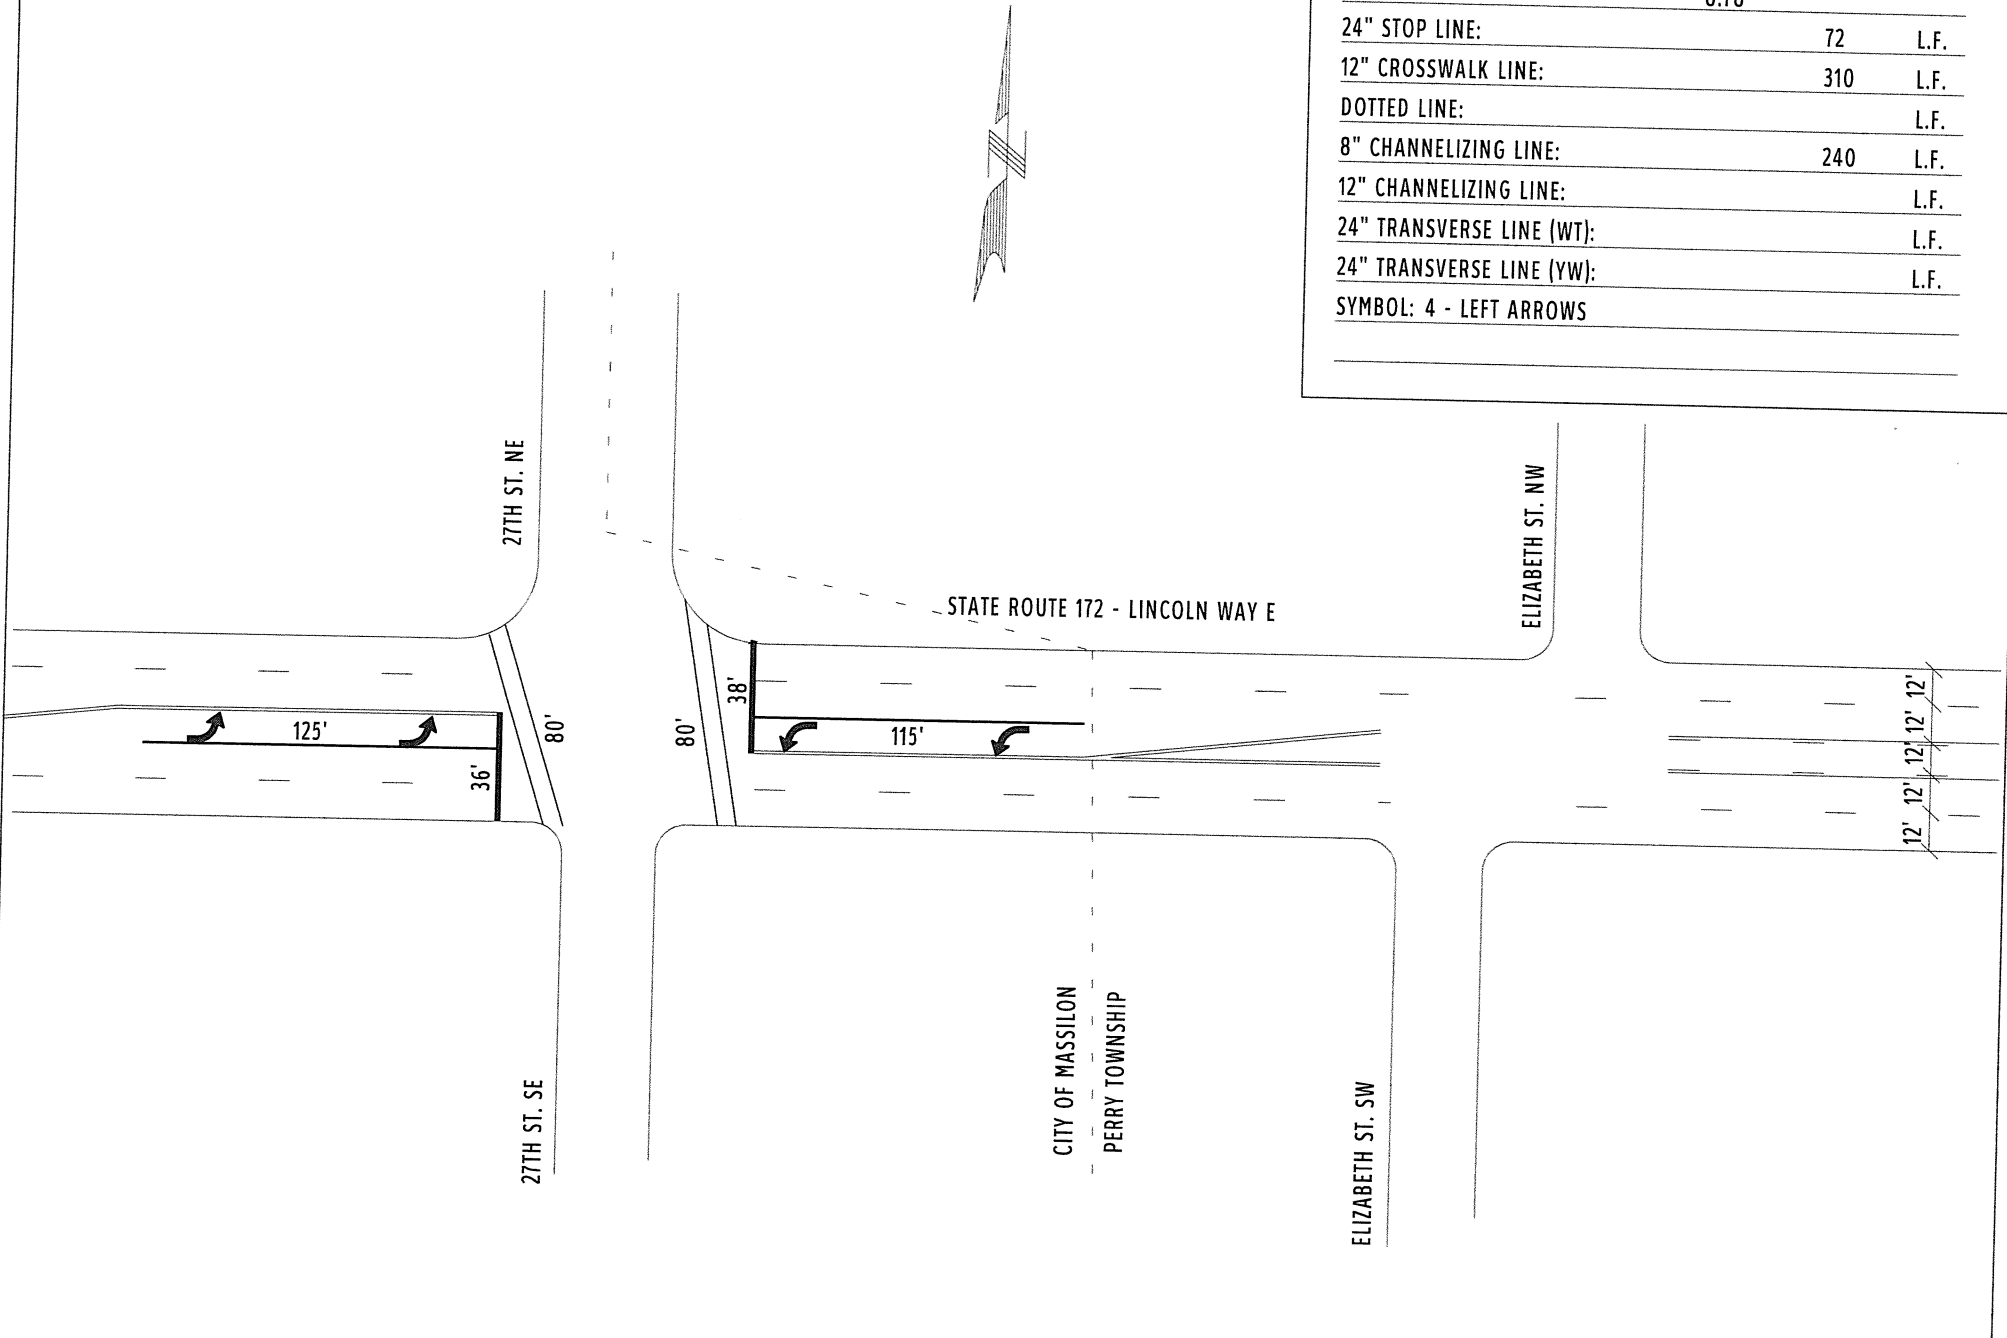 24" STOP LINE: 72 L.F.
12" CROSSWALK LINE: 310 L.F.
DOTTED LINE: L.F.
8" CHANNELIZING LINE: 240 L.F.
12" CHANNELIZING LINE: L.F.
24" TRANSVERSE LINE (WT): L.F.
24" TRANSVERSE LINE (YW): L.F.
SYMBOL: 4 - LEFT ARROWS
27TH ST. NE
ELIZABETH ST. NW
STATE ROUTE 172 - LINCOLN WAY E
125'
36'
80'
80'
38'
115'
12'
12'
12'
12'
12'
CITY OF MASSILON
PERRY TOWNSHIP
27TH ST. SE
ELIZABETH ST. SW